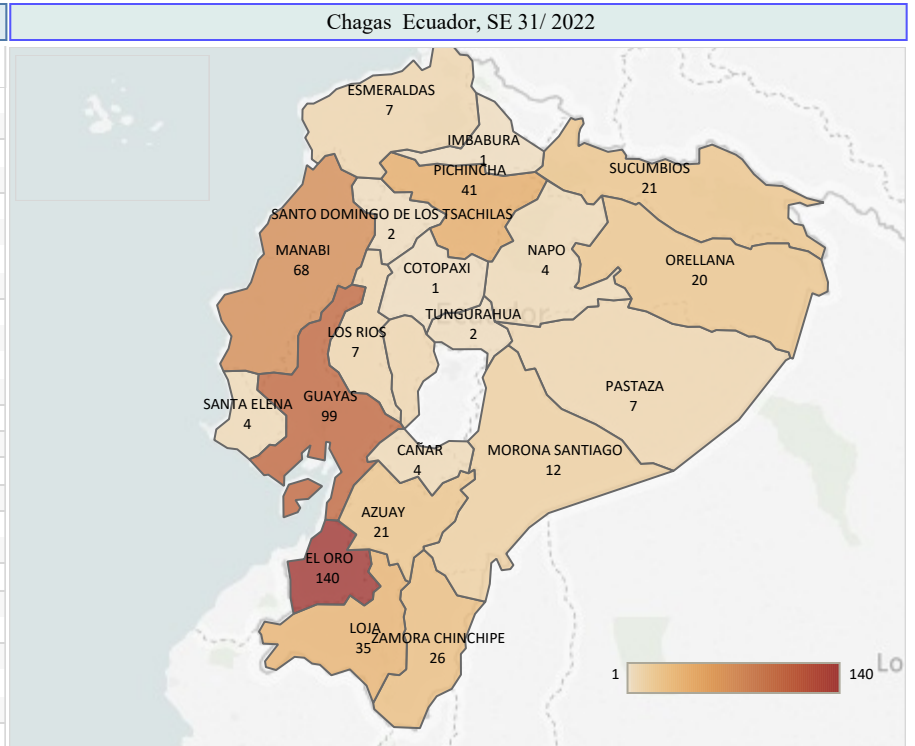 Chagas Ecuador, SE 31/ 2022
ESMERALDAS
7
IMBABURA
1
PICHINCHA
41
SUCUMBIOS
21
SANTO DOMINGO DE LOS TSACHILAS
2
MANABI
68
NAPO
4
ORELLANA
20
COTOPAXI
1
Ecuador
TUNGURAHUA
2
LOS RIOS
7
PASTAZA
7
SANTA ELENA
4
GUAYAS
99
CAÑAR
4
MORONA SANTIAGO
12
AZUAY
21
EL ORO
140
LOJA
35
ZAMORA CHINCHIPE
26
1
140
Lo